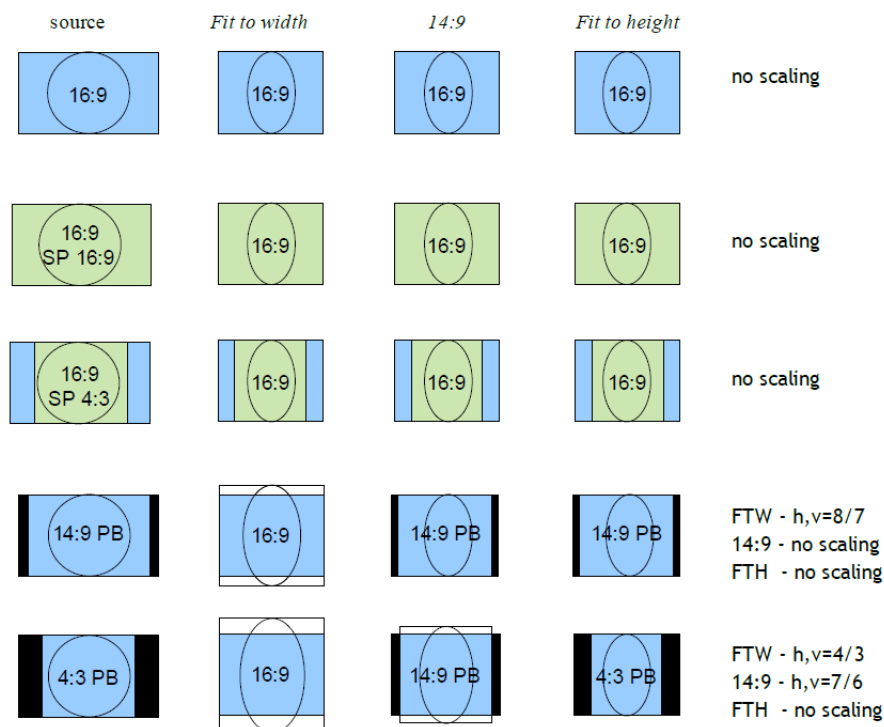 source Fit to width 14:9 Fit to height
16:9 16:9 16:9 16:9 no scaling
16:9
SP 16:9 16:9 16:9 16:9 no scaling
16:9
SP 4:3 16:9 16:9 16:9 no scaling
14:9 PB 16:9 14:9 PB 14:9 PB
FTW - h,v=8/7
14:9 - no scaling
FTH - no scaling
4:3 PB 16:9 14:9 PB 4:3 PB
FTW - h,v=4/3
14:9 - h,v=7/6
FTH - no scaling